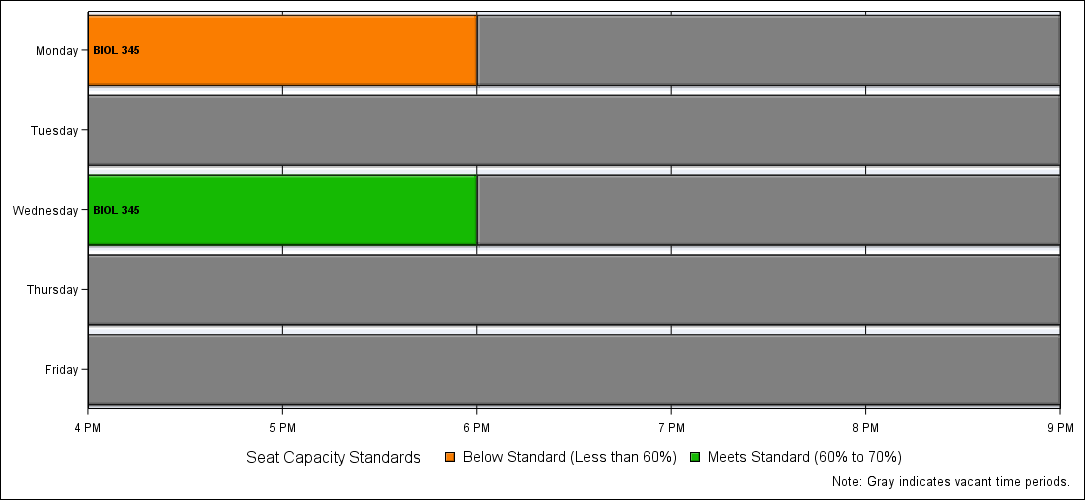 Monday
BIOL 345
Tuesday
Wednesday
BIOL 345
Thursday
Friday
4 PM 5 PM 6 PM 7 PM 8 PM 9 PM
Seat Capacity Standards Below Standard (Less than 60%) Meets Standard (60% to 70%)
Note: Gray indicates vacant time periods.